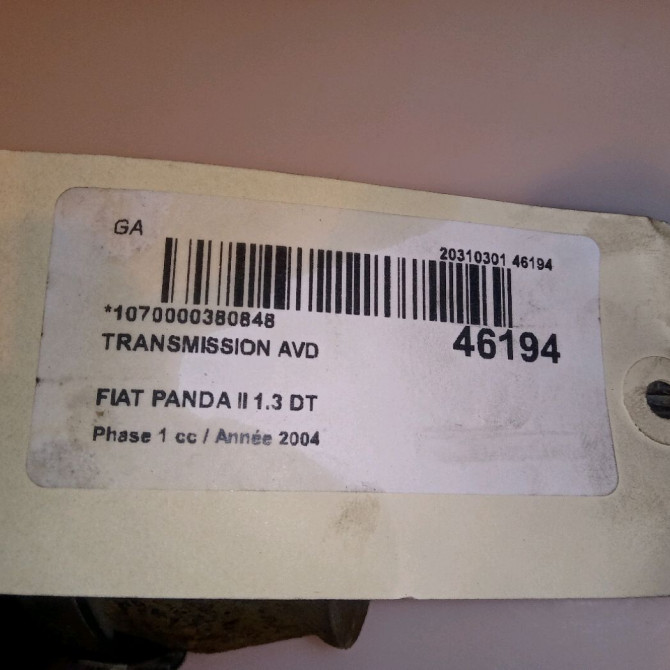 GA
20310301 46194
*1070000380848
46194
TRANSMISSION AVD
FIAT PANDA II 1.3 DT
Phase 1 cc / Année 2004